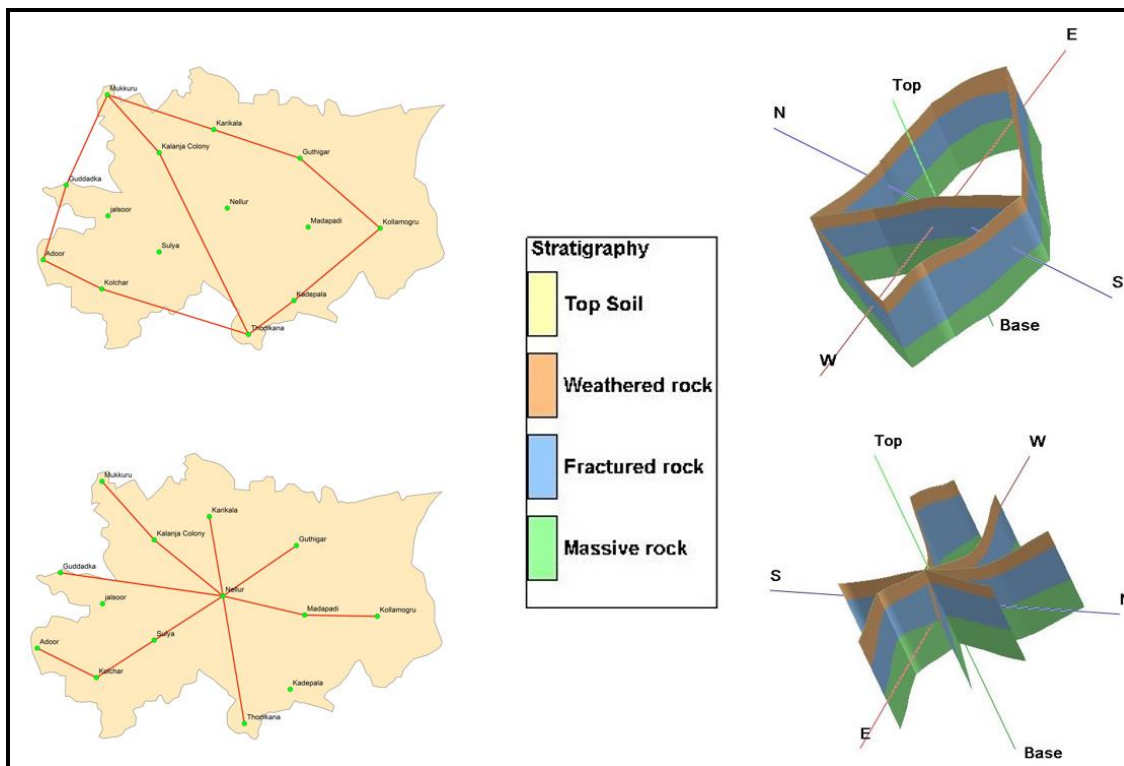 Mukkuru
Karikala
Kalanja Colony
Guthigar
Guddadka
Nellur
jalsoor
Madapadi
Kollamogru
Sulya
Adoor
Kolchar
Kadepala
Thodikana
E
Top
N
S
Base
W
Stratigraphy
Top Soil
Weathered rock
Fractured rock
Massive rock
Mukkuru
Karikala
Kalanja Colony
Guthigar
Guddadka
Nellur
jalsoor
Madapadi
Kollamogru
Sulya
Adoor
Kolchar
Kadepala
Thodikana
Top
W
S
N
E
Base